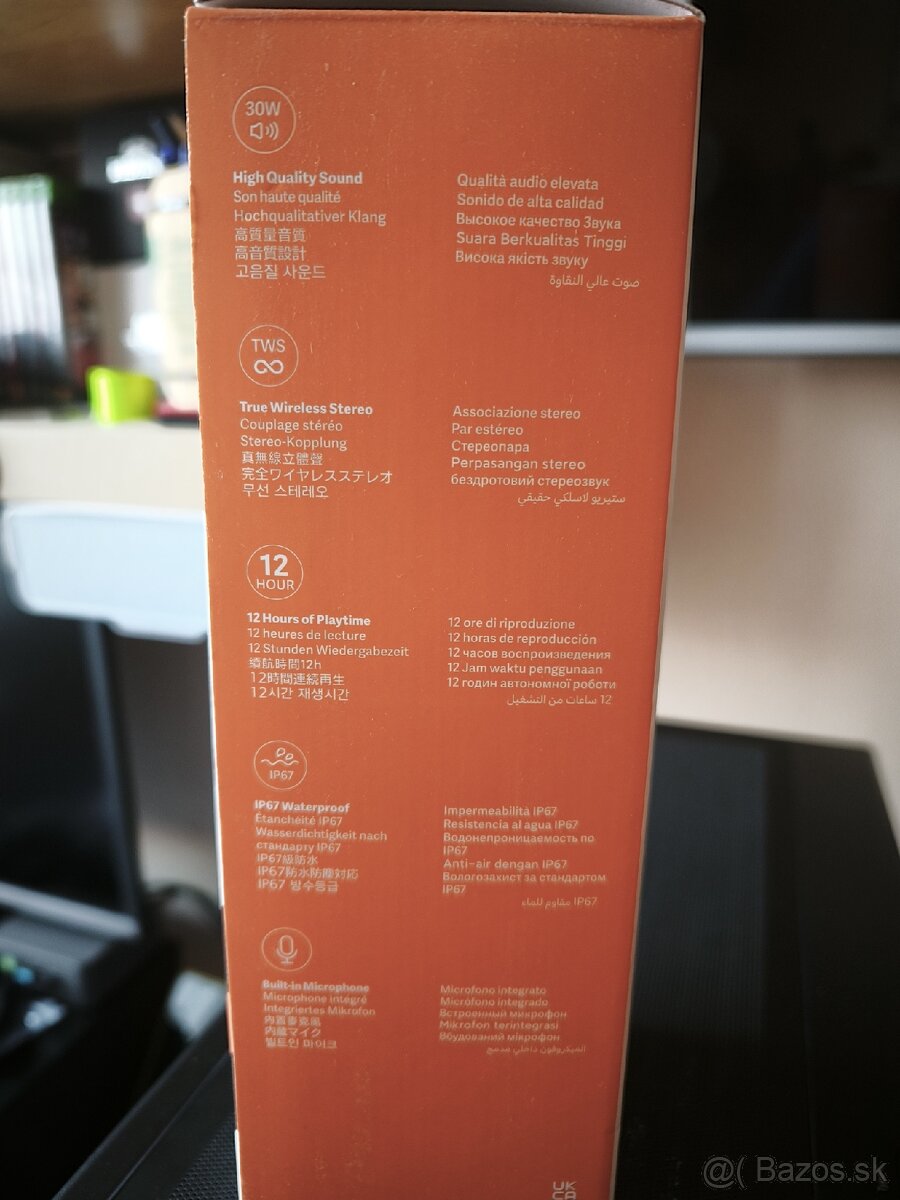 30W
High Quality Sound
Son haute qualité
Hochqualitativer Klang
高質量音質
高音質設計
고음질 사운드
Qualità audio elevata
Sonido de alta calidad
Высокое качество Звука
Suara Berkualitas Tinggi
Висока якість звуку
صوت عالي النقاوة
TWS
True Wireless Stereo
Couplage stéréo
Stereo-Kopplung
真無線立體聲
完全ワイヤレスステレオ
무선 스테레오
Associazione stereo
Par estéreo
Стереопара
Perpasangan stereo
бездротовий стереозвук
ستيريو لاسلكي حقيقي
12
HOUR
12 Hours of Playtime
12 heures de lecture
12 Stunden Wiedergabezeit
續航時間12h
12時間連続再生
12시간 재생시간
12 ore di riproduzione
12 horas de reproducción
12 часов воспроизведения
12 Jam waktu penggunaan
12 годин автономної роботи
12 ساعات من التشغيل
IP67
IP67 Waterproof
Étanchéité IP67
Wasserdichtigkeit nach
стандарту IP67
IP67級防水
IP67防水防塵対応
IP67 방수등급
Impermeabilità IP67
Resistencia al agua IP67
Водонепроницаемость по
IP67
Anti-air dengan IP67
Вологозахист за стандартом
IP67
IP67 مقاوم للماء
Built-in Microphone
Microphone intégré
Integriertes Mikrofon
內置麥克風
内蔵マイク
빌트인 마이크
Microfono integrato
Micrófono integrado
Встроенный микрофон
Mikrofon terintegrasi
Вбудований мікрофон
الميكروفون داخلي مدمج
UK
CA
@( Bazos.sk